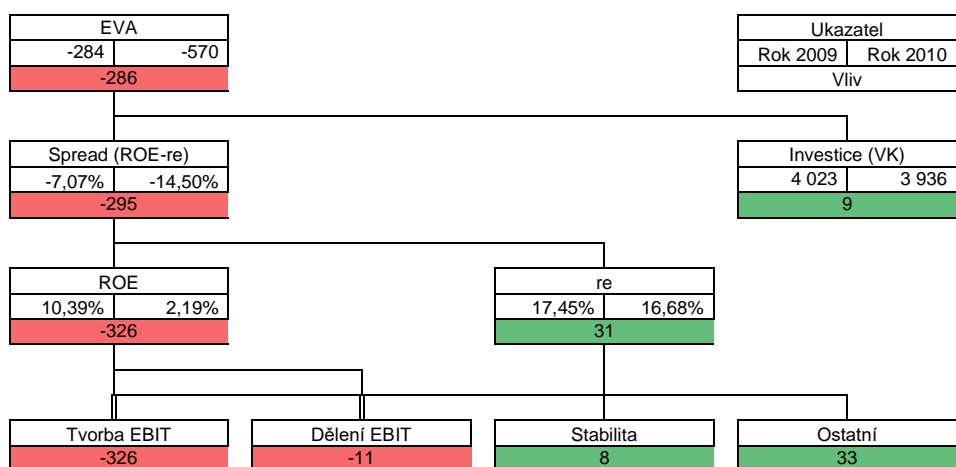 EVA
-284 -570
-286
Ukazatel
Rok 2009 Rok 2010
Vliv
Spread (ROE-re)
-7,07% -14,50%
-295
Investice (VK)
4 023 3 936
9
ROE
10,39% 2,19%
-326
re
17,45% 16,68%
31
Tvorba EBIT
-326
Dělení EBIT
-11
Stabilita
8
Ostatní
33